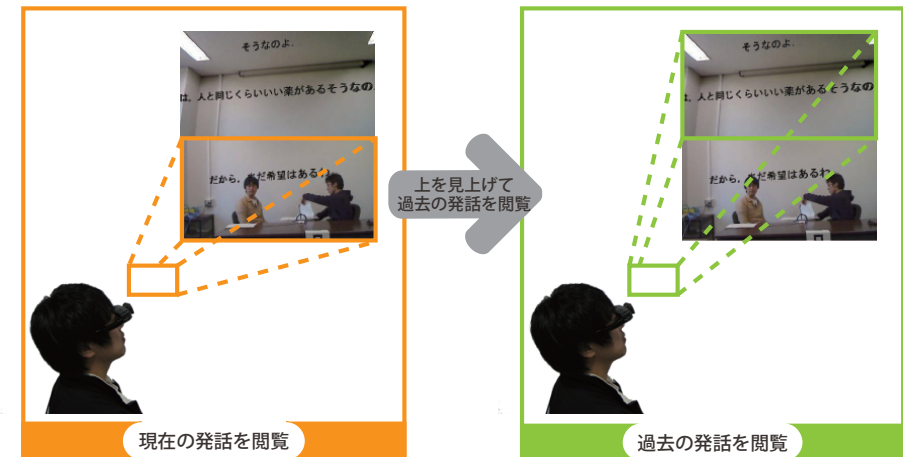 そうなのよ.
は，人と同じくらいいい薬があるそうなの.
だから，まだ希望はあるわ
現在の発話を閲覧
上を見上げて
過去の発話を閲覧
そうなのよ.
は，人と同じくらいいい薬があるそうなの
だから，まだ希望はあるわ
過去の発話を閲覧